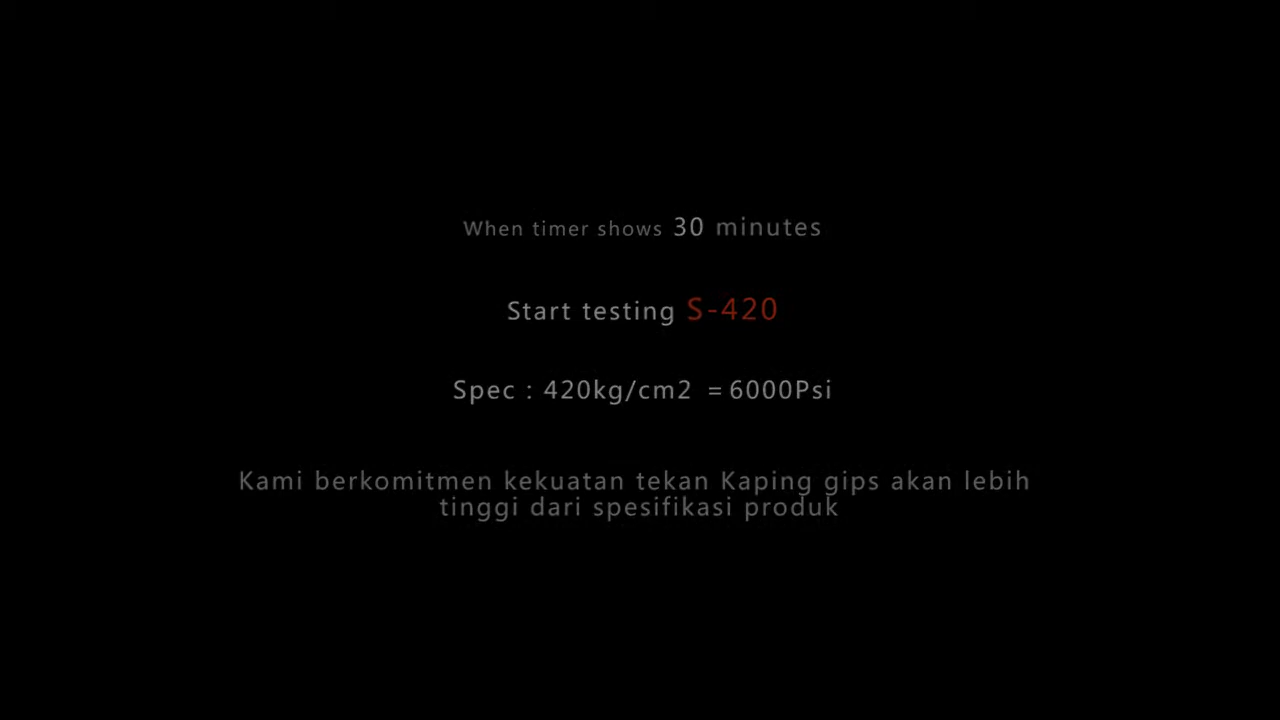 When timer shows 30 minutes
Start testing S-420
Spec : 420kg/cm2 =6000Psi
Kami berkomitmen kekuatan tekan Kaping gips akan lebih
tinggi dari spesifikasi produk